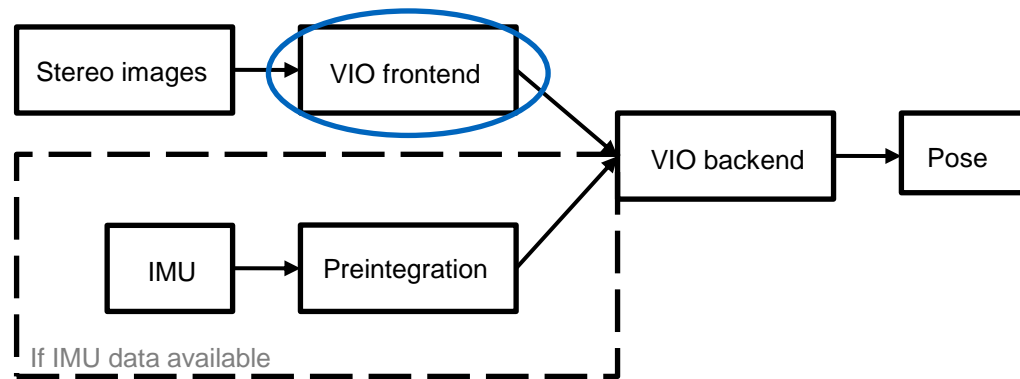 Stereo images
VIO frontend
VIO backend
Pose
IMU
Preintegration
If IMU data available